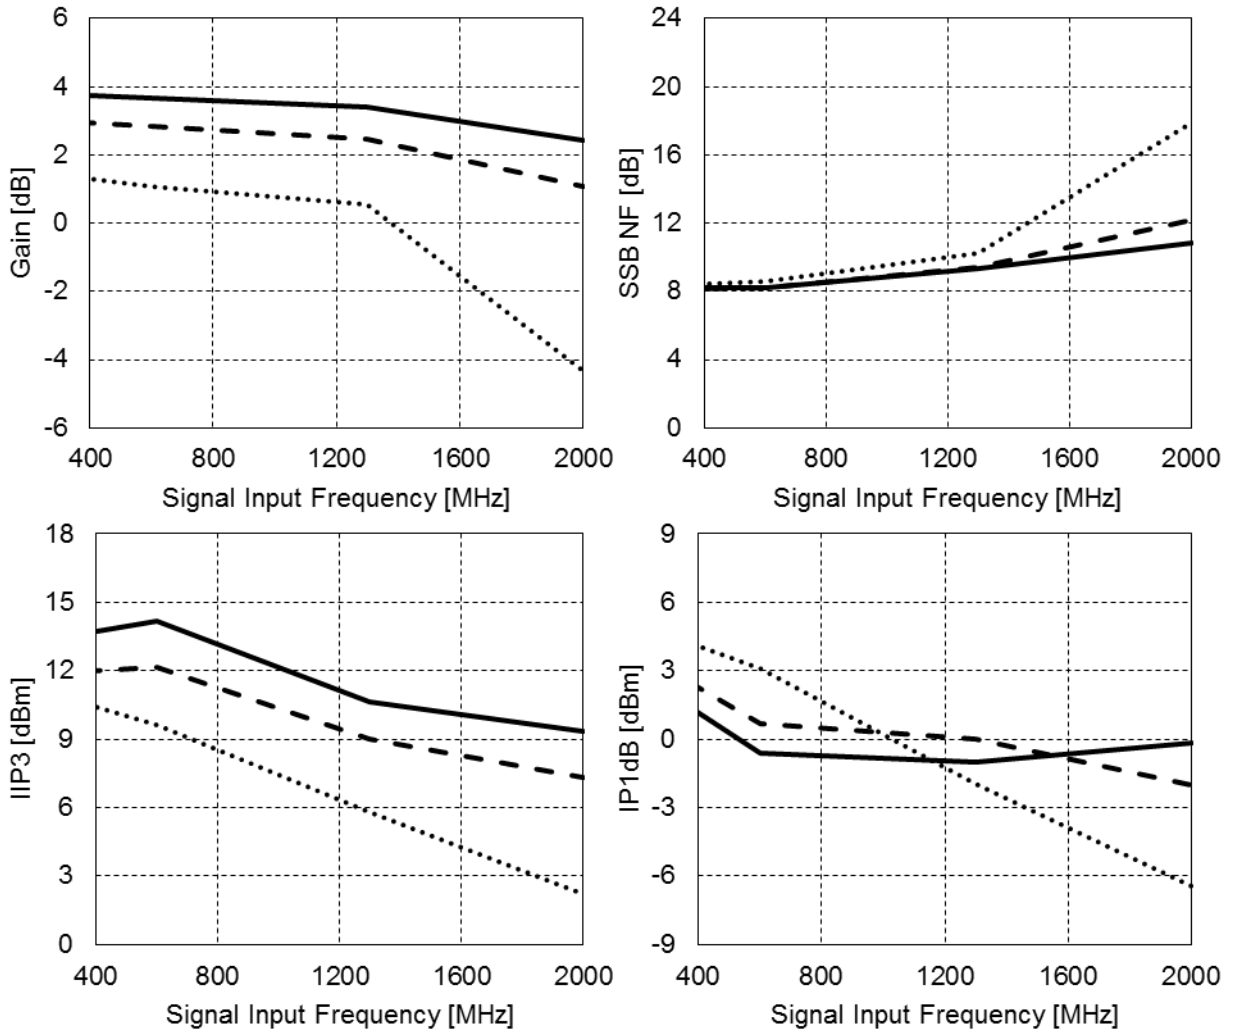 6
4
2
0
-2
-4
-6
Gain [dB]
400 800 1200 1600 2000
Signal Input Frequency [MHz]
24
20
16
12
8
4
0
SSB NF [dB]
400 800 1200 1600 2000
Signal Input Frequency [MHz]
18
15
12
9
6
3
0
IIP3 [dBm]
400 800 1200 1600 2000
Signal Input Frequency [MHz]
9
6
3
0
-3
-6
-9
IP1dB [dBm]
400 800 1200 1600 2000
Signal Input Frequency [MHz]